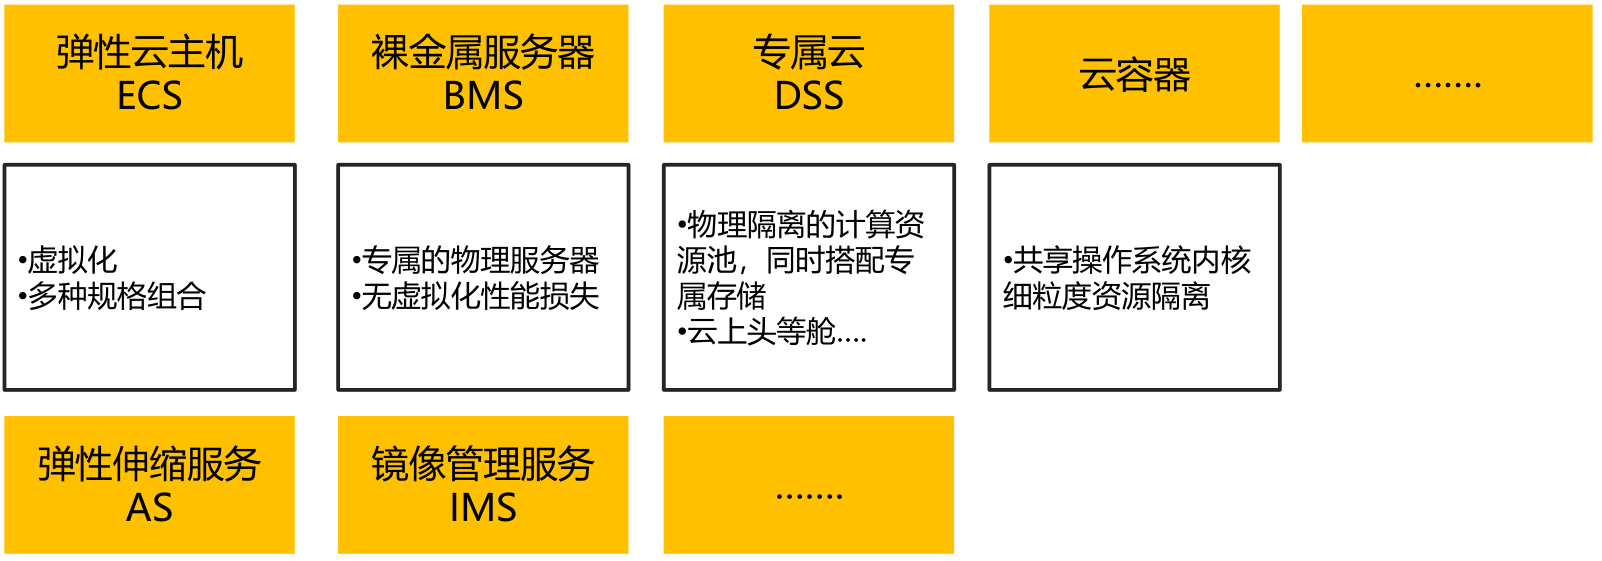 弹性云主机
ECS
裸金属服务器
BMS
专属云
DSS
云容器
.......
•虚拟化
•多种规格组合
•专属的物理服务器
•无虚拟化性能损失
•物理隔离的计算资
源池，同时搭配专
属存储
•云上头等舱....
•共享操作系统内核
细粒度资源隔离
弹性伸缩服务
AS
镜像管理服务
IMS
.......